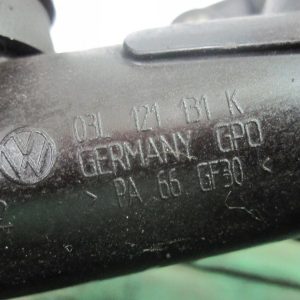 03L 121 131 K
GERMANY GPO
> PA 66 GF30 <